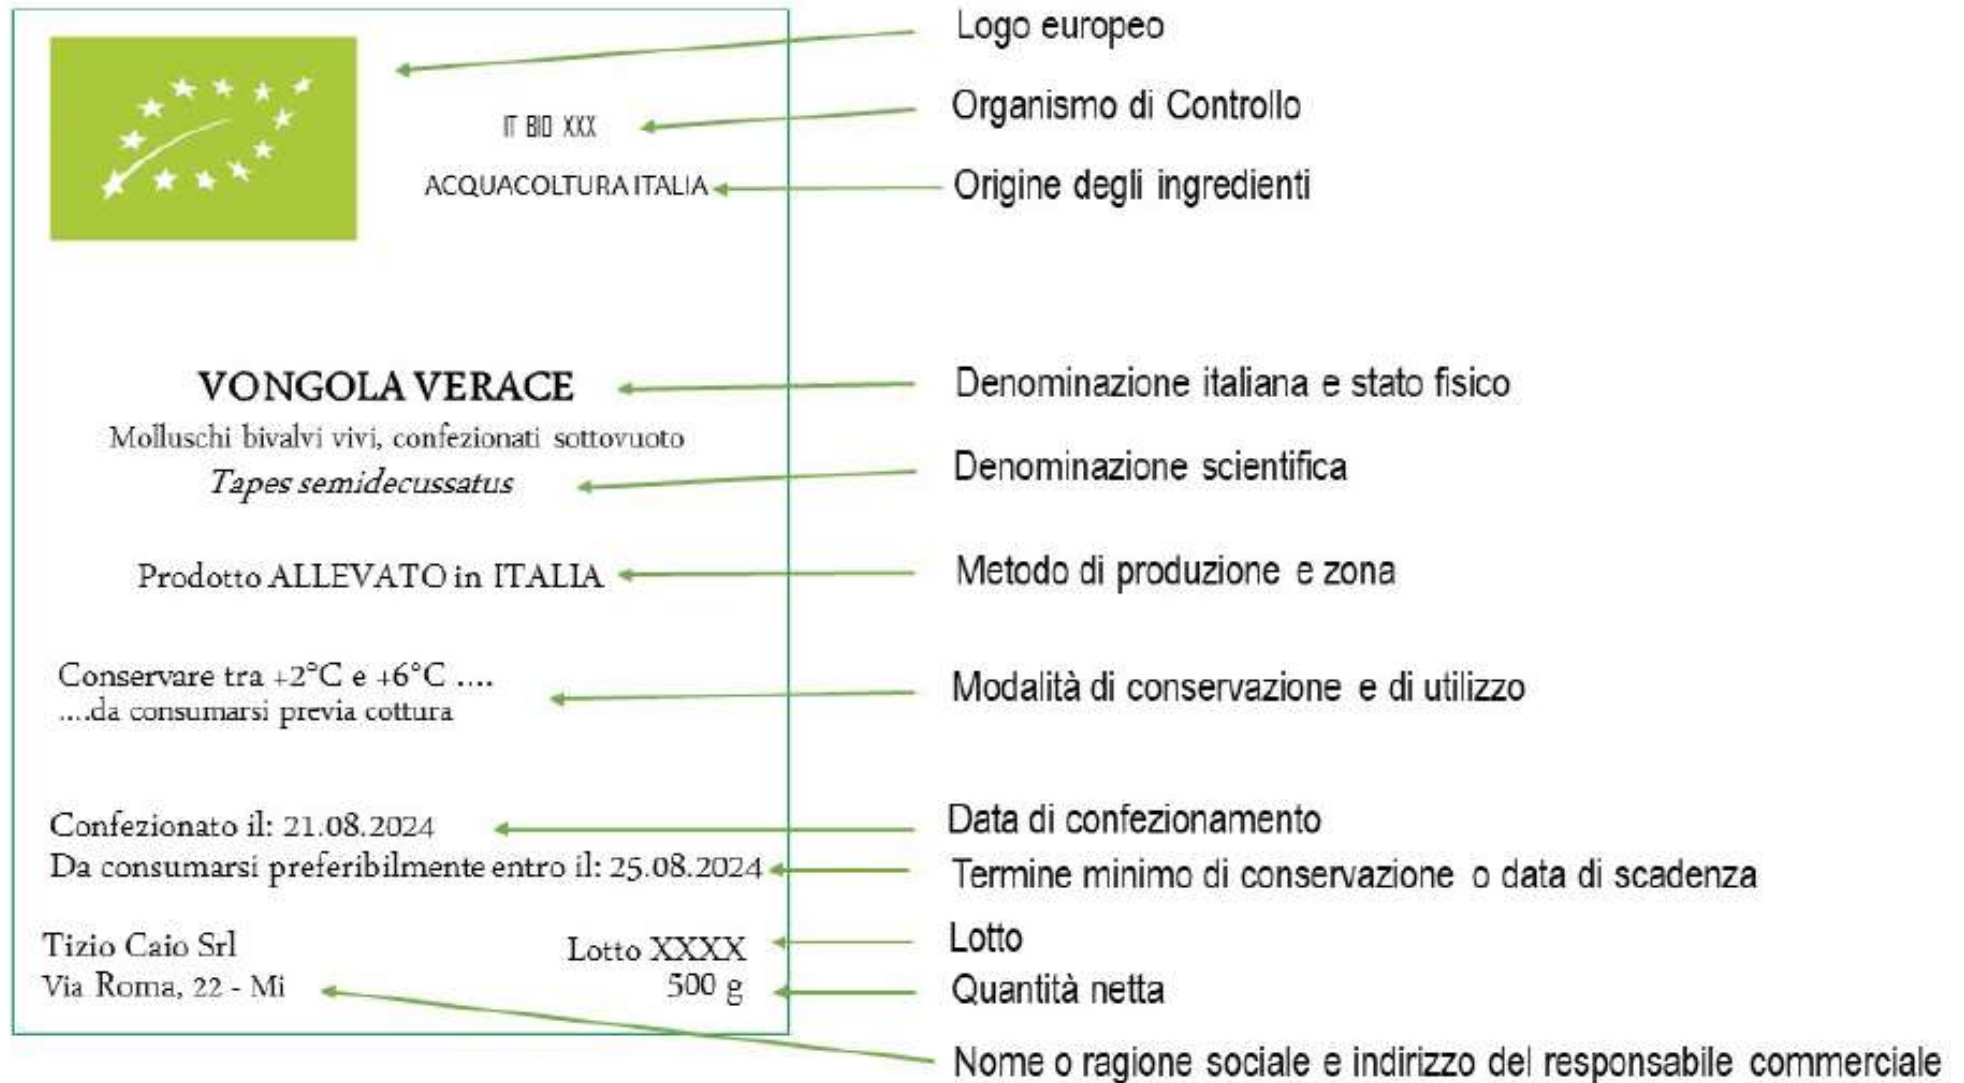 Logo europeo
IT BIO XXX
Organismo di Controllo
ACQUACOLTURA ITALIA
Origine degli ingredienti
VONGOLA VERACE
Denominazione italiana e stato fisico
Molluschi bivalvi vivi, confezionati sottovuoto
Tapes semidecussatus
Denominazione scientifica
Prodotto ALLEVATO in ITALIA
Metodo di produzione e zona
Conservare tra +2°C e +6°C ....
....da consumarsi previa cottura
Modalità di conservazione e di utilizzo
Confezionato il: 21.08.2024
Data di confezionamento
Da consumarsi preferibilmente entro il: 25.08.2024
Termine minimo di conservazione o data di scadenza
Tizio Caio Srl
Lotto XXXX
Lotto
Via Roma, 22 - Mi
500 g
Quantità netta
Nome o ragione sociale e indirizzo del responsabile commerciale